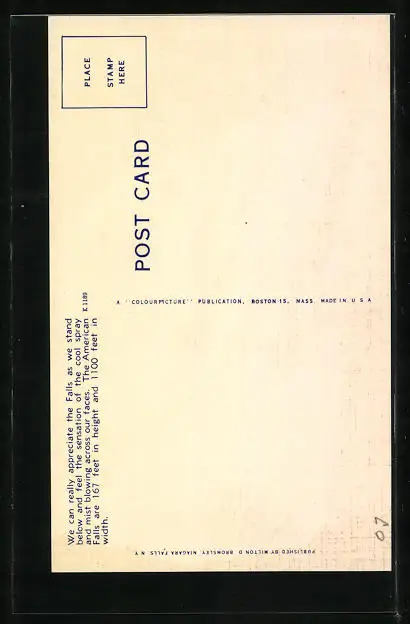 PLACE
STAMP
HERE
POST CARD
We can really appreciate the Falls as we stand
below and feel the sensation of the cool spray
and mist blowing across our faces. The American
Falls are 167 feet in height and 1100 feet in
width.
K 1189
A "COLOURPICTURE" PUBLICATION, BOSTON 15, MASS. MADE IN U S A
PUBLISHED BY MILTON D BROMSLEY NIAGARA FALLS N. Y.